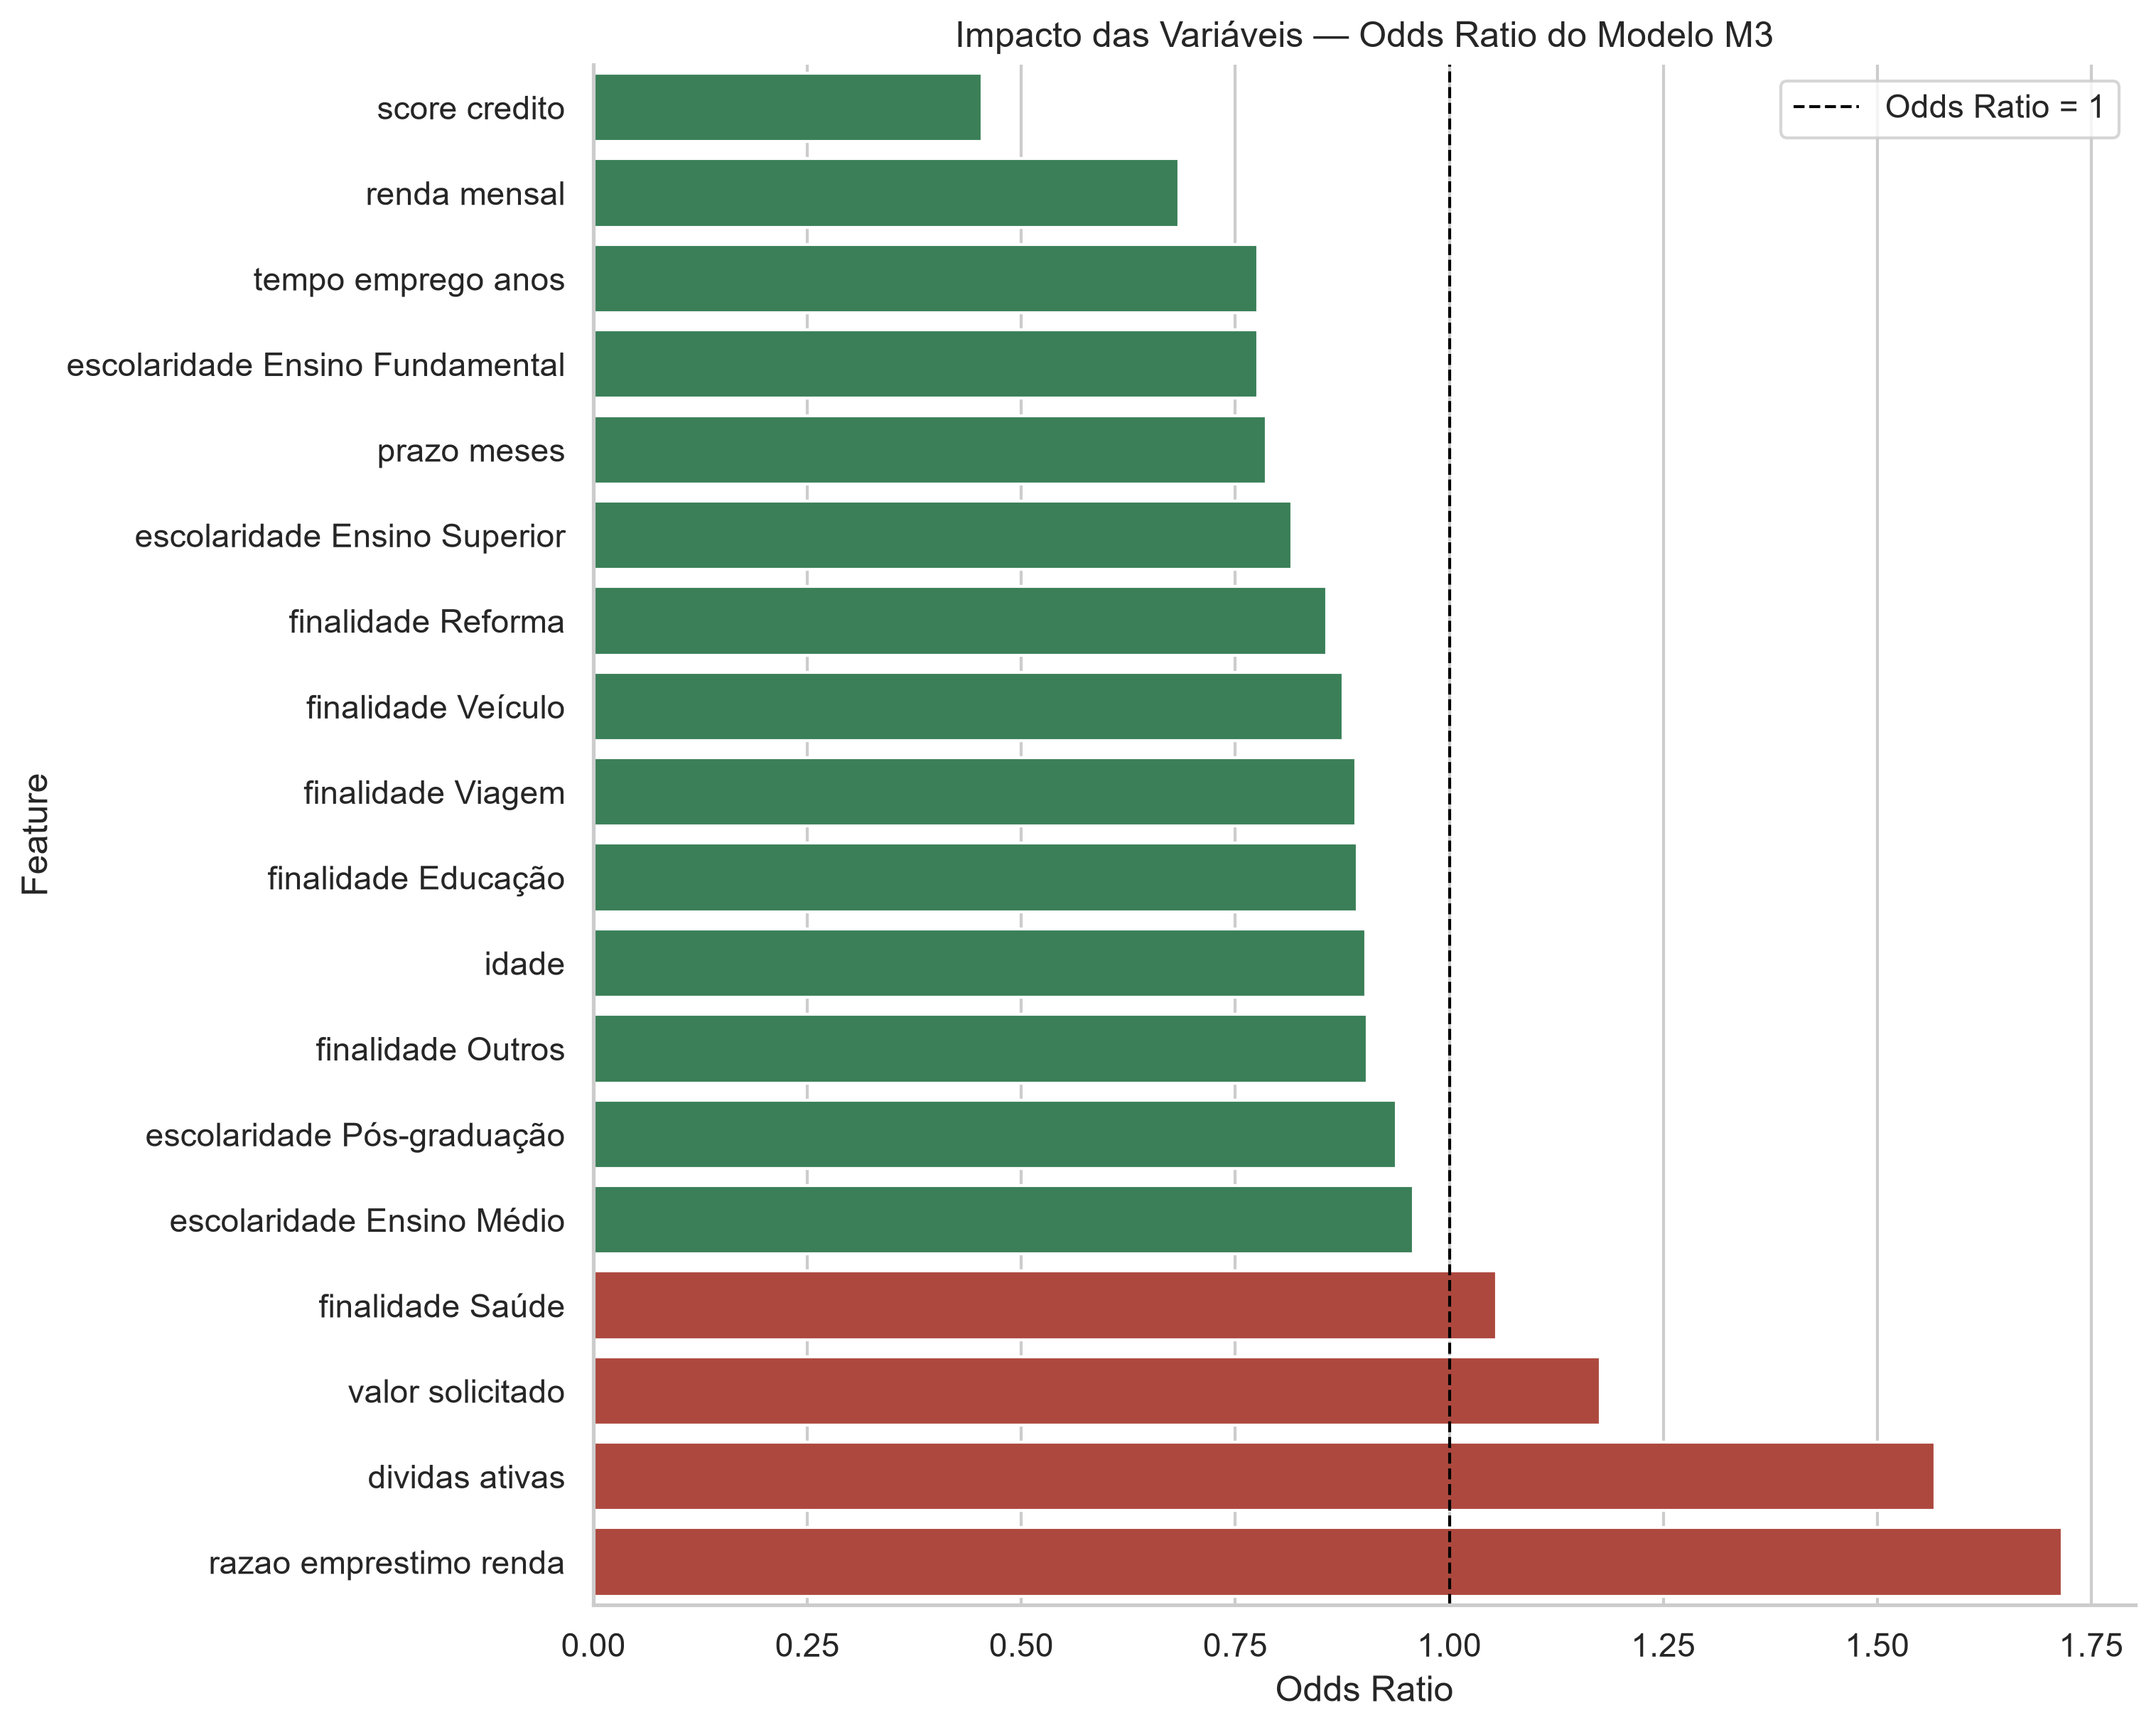 Impacto das Variáveis — Odds Ratio do Modelo M3
Odds Ratio = 1
Feature
score credito
renda mensal
tempo emprego anos
escolaridade Ensino Fundamental
prazo meses
escolaridade Ensino Superior
finalidade Reforma
finalidade Veículo
finalidade Viagem
finalidade Educação
idade
finalidade Outros
escolaridade Pós-graduação
escolaridade Ensino Médio
finalidade Saúde
valor solicitado
dividas ativas
razao emprestimo renda
0.00 0.25 0.50 0.75 1.00 1.25 1.50 1.75
Odds Ratio